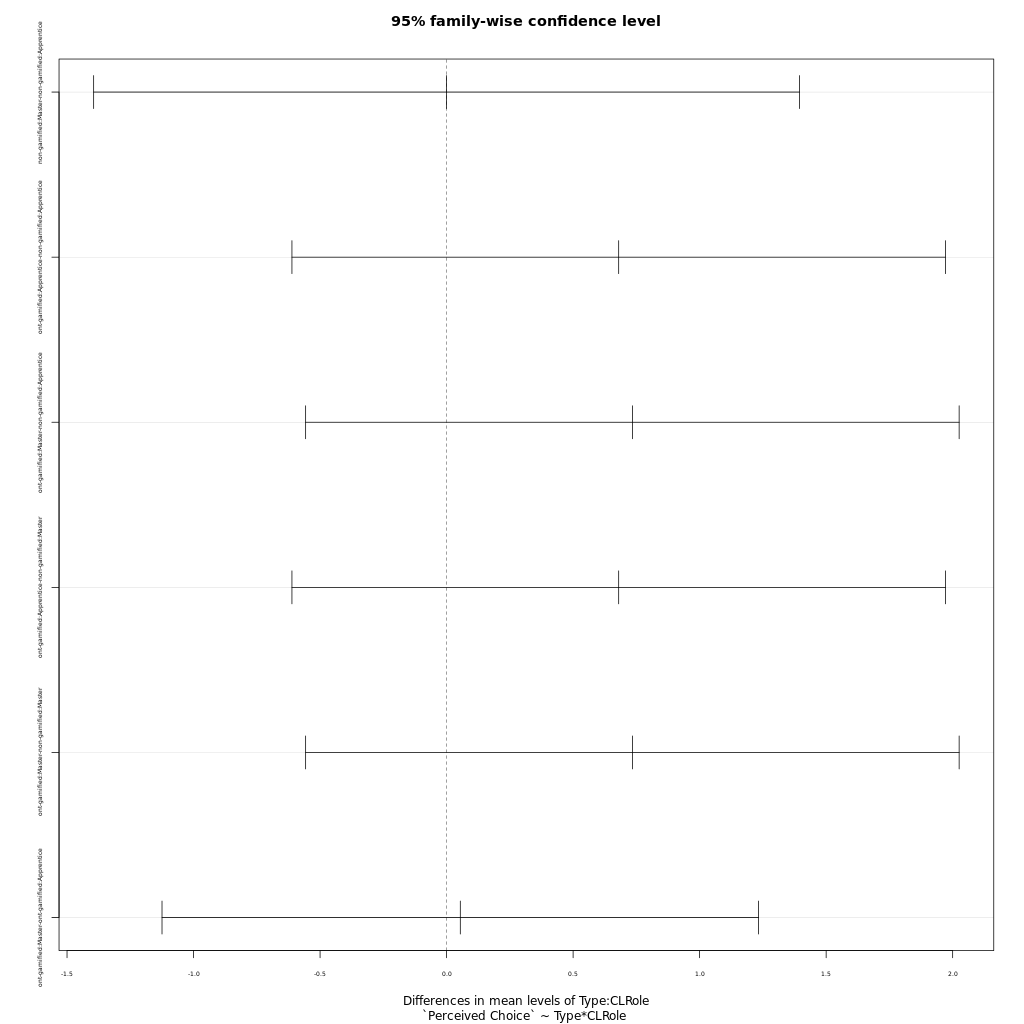 95% family-wise confidence level
non-gamified:Master-non-gamified:Apprentice
ont-gamified:Apprentice-non-gamified:Apprentice
ont-gamified:Master-non-gamified:Apprentice
ont-gamified:Apprentice-non-gamified:Master
ont-gamified:Master-non-gamified:Master
ont-gamified:Master-ont-gamified:Apprentice
-1.5 -1.0 -0.5 0.0 0.5 1.0 1.5 2.0
Differences in mean levels of Type:CLRole
`Perceived Choice` ~ Type*CLRole